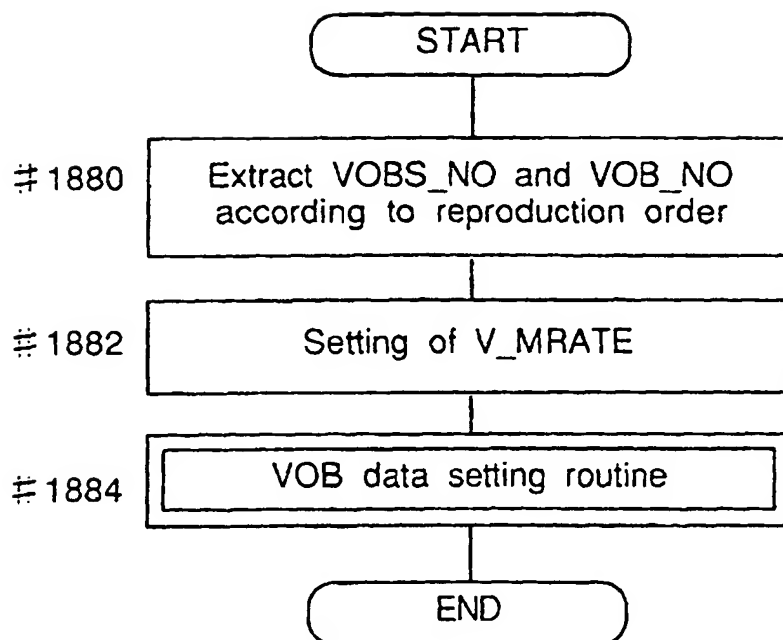 START
#1880
Extract VOBS_NO and VOB_NO
according to reproduction order
#1882
Setting of V_MRATE
#1884
VOB data setting routine
END